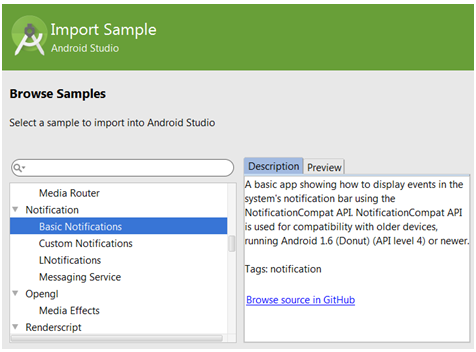 Import Sample
Android Studio
Browse Samples
Select a sample to import into Android Studio
Media Router
Notification
Basic Notifications
Custom Notifications
LNotifications
Messaging Service
Opengl
Media Effects
Renderscript
Description Preview
A basic app showing how to display events in the
system's notification bar using the
NotificationCompat API NotificationCompat API
is used for compatibility with older devices,
running Android 1.6 (Donut) (API level 4) or newer.
Tags: notification
Browse source in GitHub